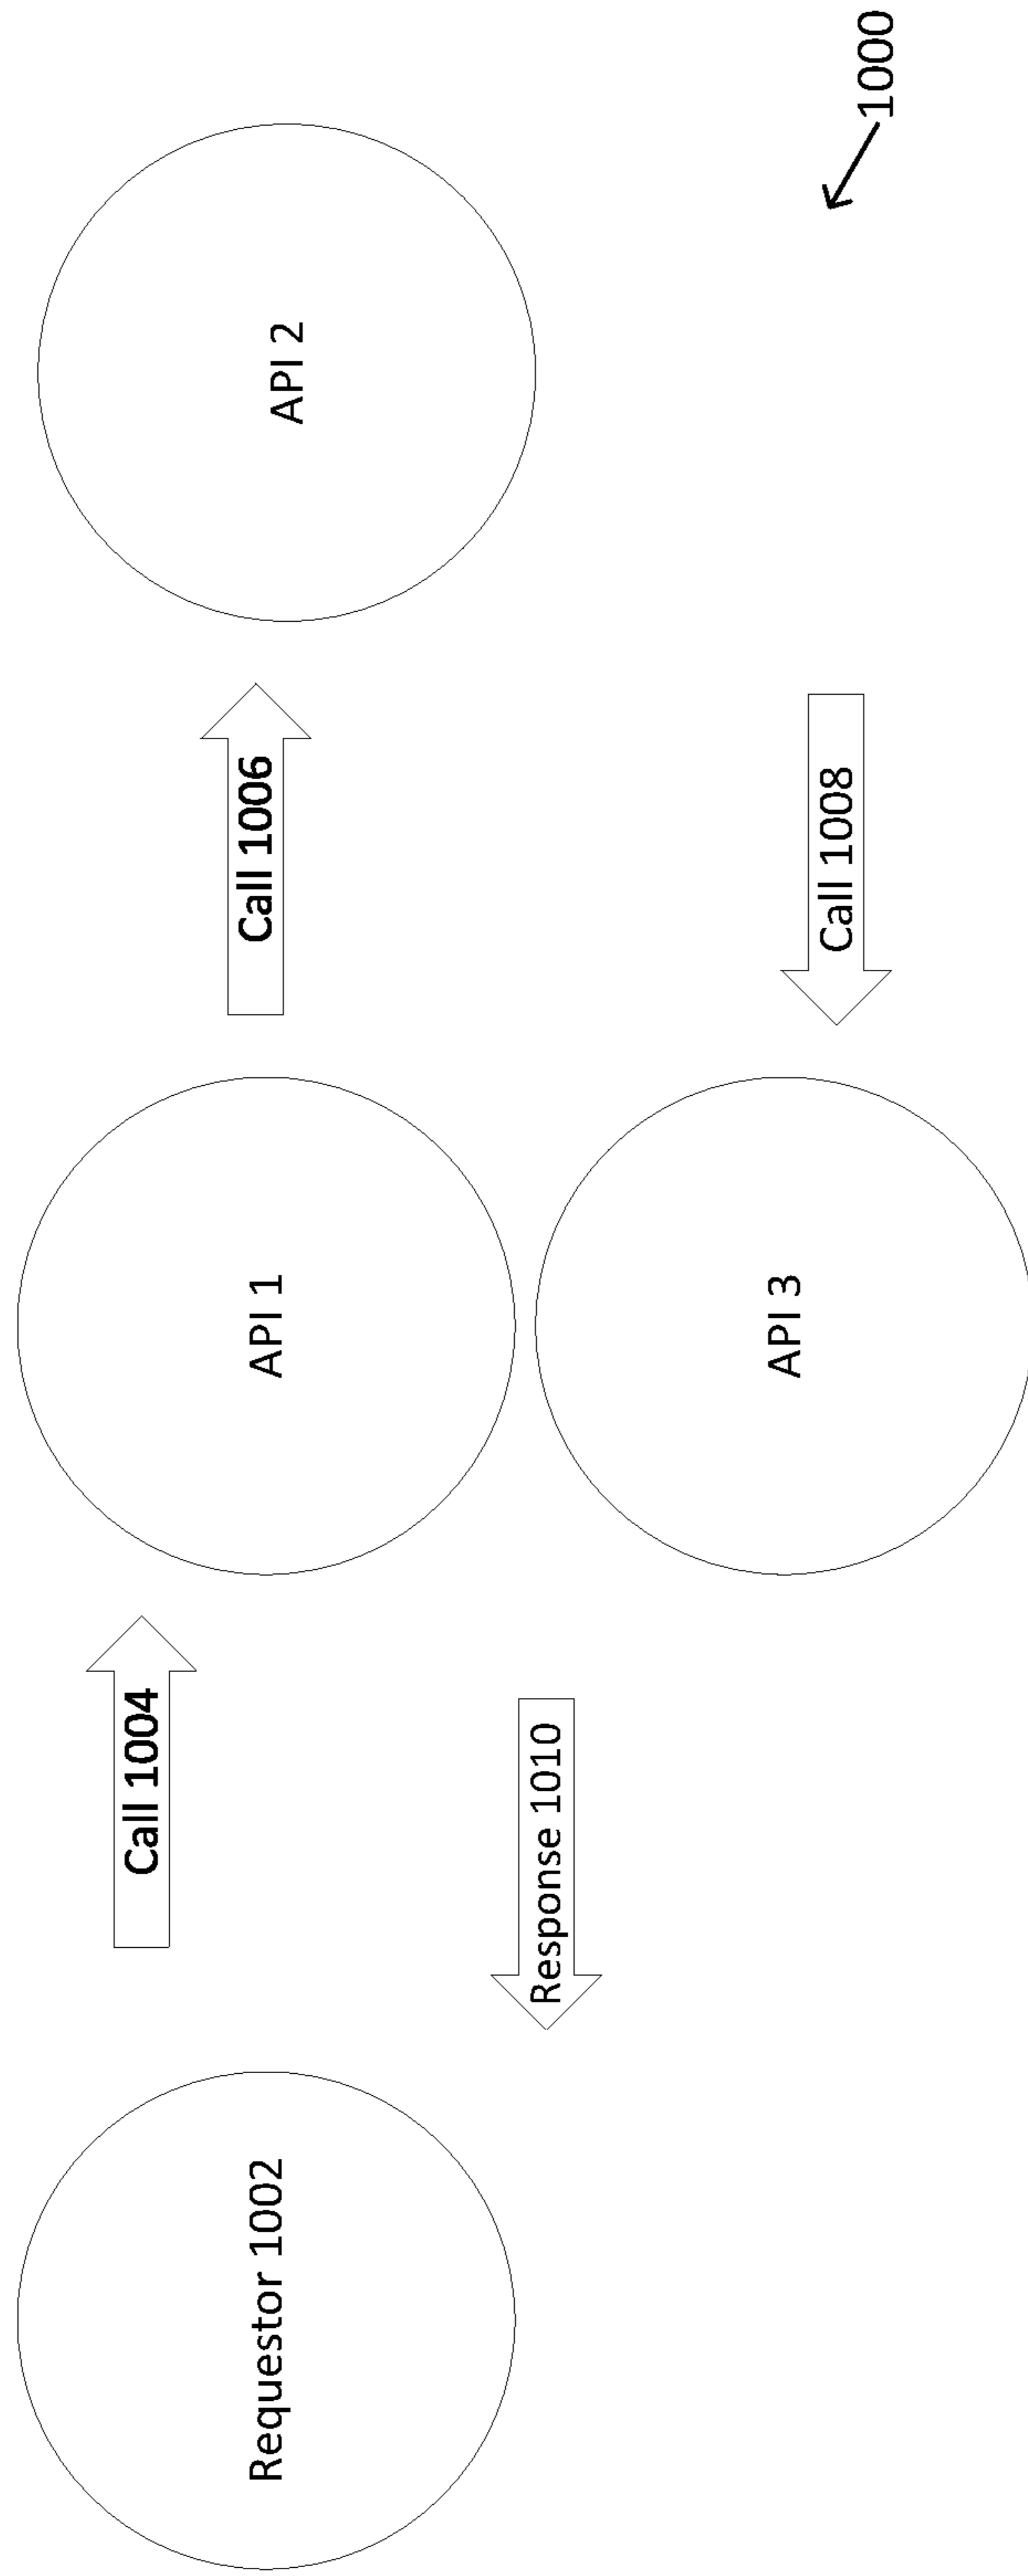 Requestor 1002
Call 1004
API 1
Call 1006
API 2
Response 1010
API 3
Call 1008
1000